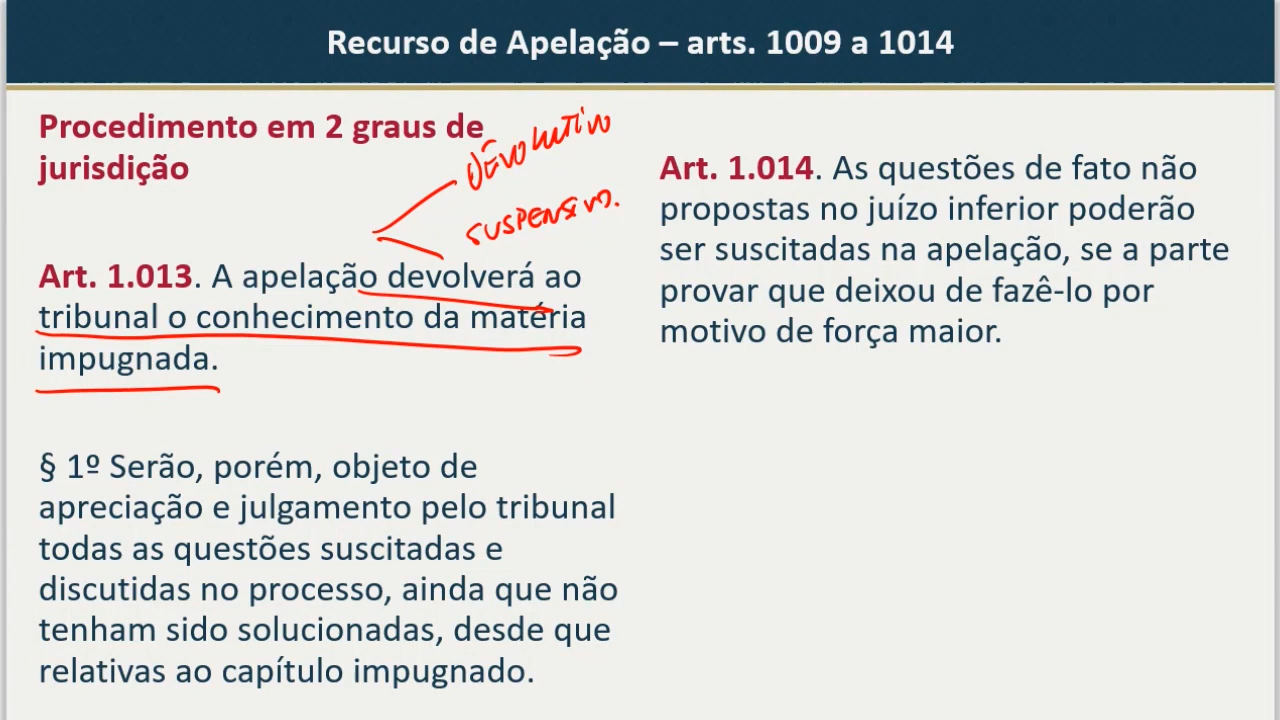 Recurso de Apelação – arts. 1009 a 1014
Procedimento em 2 graus de
jurisdição
DEVOLUTIVO
SUSPENSIVO.
Art. 1.013. A apelação devolverá ao
tribunal o conhecimento da matéria
impugnada.
§ 1º Serão, porém, objeto de
apreciação e julgamento pelo tribunal
todas as questões suscitadas e
discutidas no processo, ainda que não
tenham sido solucionadas, desde que
relativas ao capítulo impugnado.
Art. 1.014. As questões de fato não
propostas no juízo inferior poderão
ser suscitadas na apelação, se a parte
provar que deixou de fazê-lo por
motivo de força maior.